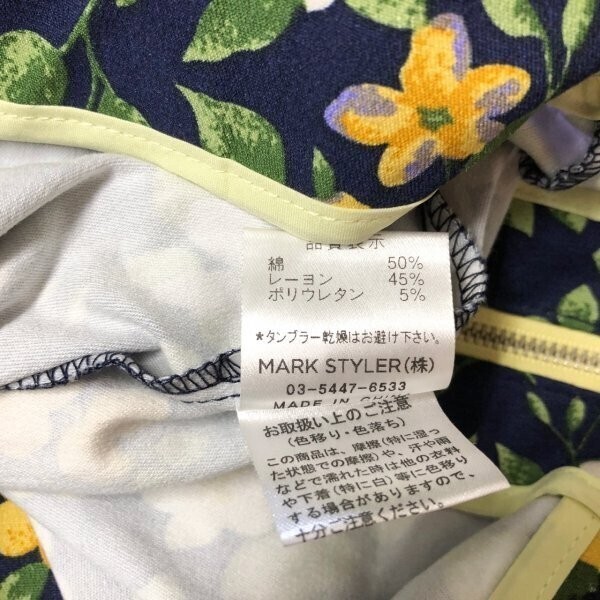 品質表示
綿 50%
レーヨン 45%
ポリウレタン 5%
*タンブラー乾燥はお避け下さい。
MARK STYLER(株)
03-5447-6533
MADE IN CHINA
お取扱い上のご注意
(色移り・色落ち)
この商品は、摩擦(特に湿っ
た状態での摩擦)や、汗や雨
などで濡れた時は他の衣料
や下着(特に白)等に色移り
する場合がありますので、
十分ご注意ください。